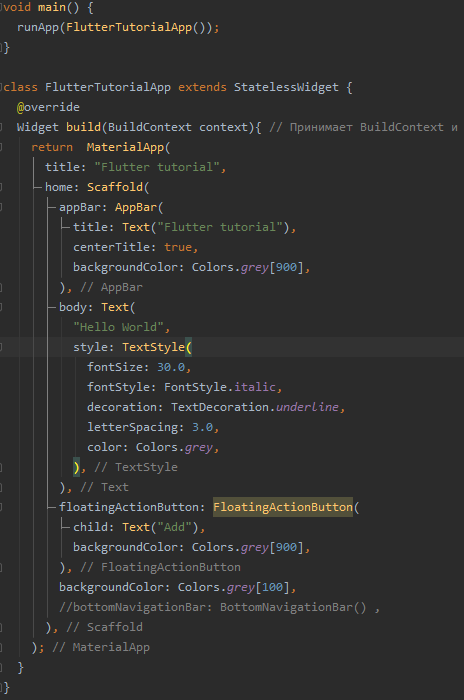 void main() {
  runApp(FlutterTutorialApp());
}

class FlutterTutorialApp extends StatelessWidget {
  @override
  Widget build(BuildContext context){ // Принимает BuildContext и
    return  MaterialApp(
      title: "Flutter tutorial",
      home: Scaffold(
        appBar: AppBar(
          title: Text("Flutter tutorial"),
          centerTitle: true,
          backgroundColor: Colors.grey[900],
        ), // AppBar
        body: Text(
          "Hello World",
          style: TextStyle(
            fontSize: 30.0,
            fontStyle: FontStyle.italic,
            decoration: TextDecoration.underline,
            letterSpacing: 3.0,
            color: Colors.grey,
          ), // TextStyle
        ), // Text
        floatingActionButton: FloatingActionButton(
          child: Text("Add"),
          backgroundColor: Colors.grey[900],
        ), // FloatingActionButton
        backgroundColor: Colors.grey[100],
        //bottomNavigationBar: BottomNavigationBar() ,
      ), // Scaffold
    ); // MaterialApp
  }
}